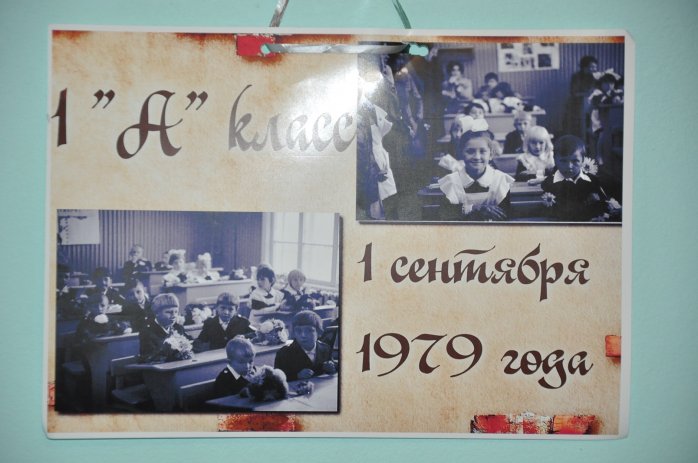 1 "А" класс
1 сентября
1979 года